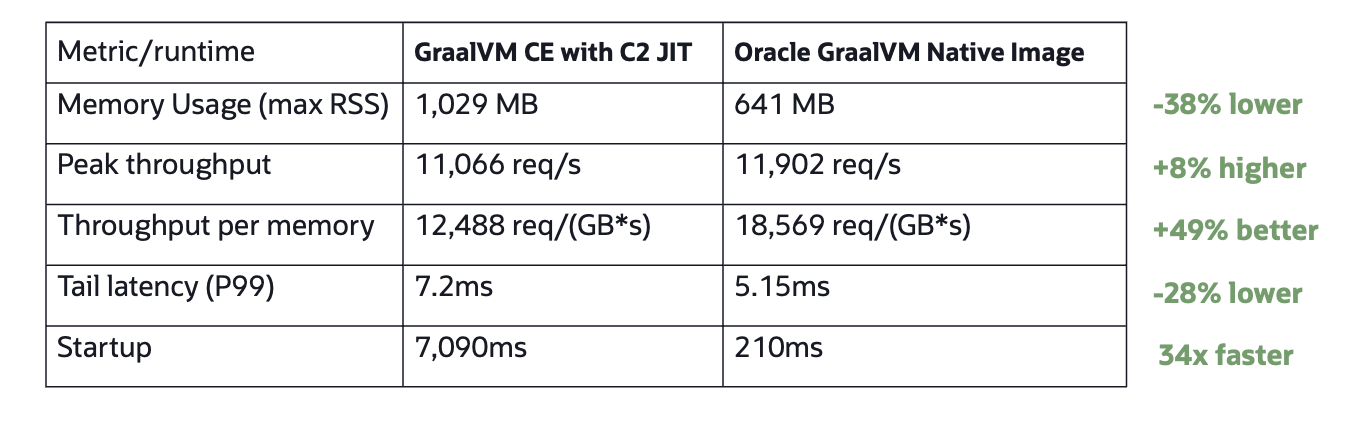 Metric/runtime GraalVM CE with C2 JIT Oracle GraalVM Native Image
Memory Usage (max RSS) 1,029 MB 641 MB -38% lower
Peak throughput 11,066 req/s 11,902 req/s +8% higher
Throughput per memory 12,488 req/(GB*s) 18,569 req/(GB*s) +49% better
Tail latency (P99) 7.2ms 5.15ms -28% lower
Startup 7,090ms 210ms 34x faster